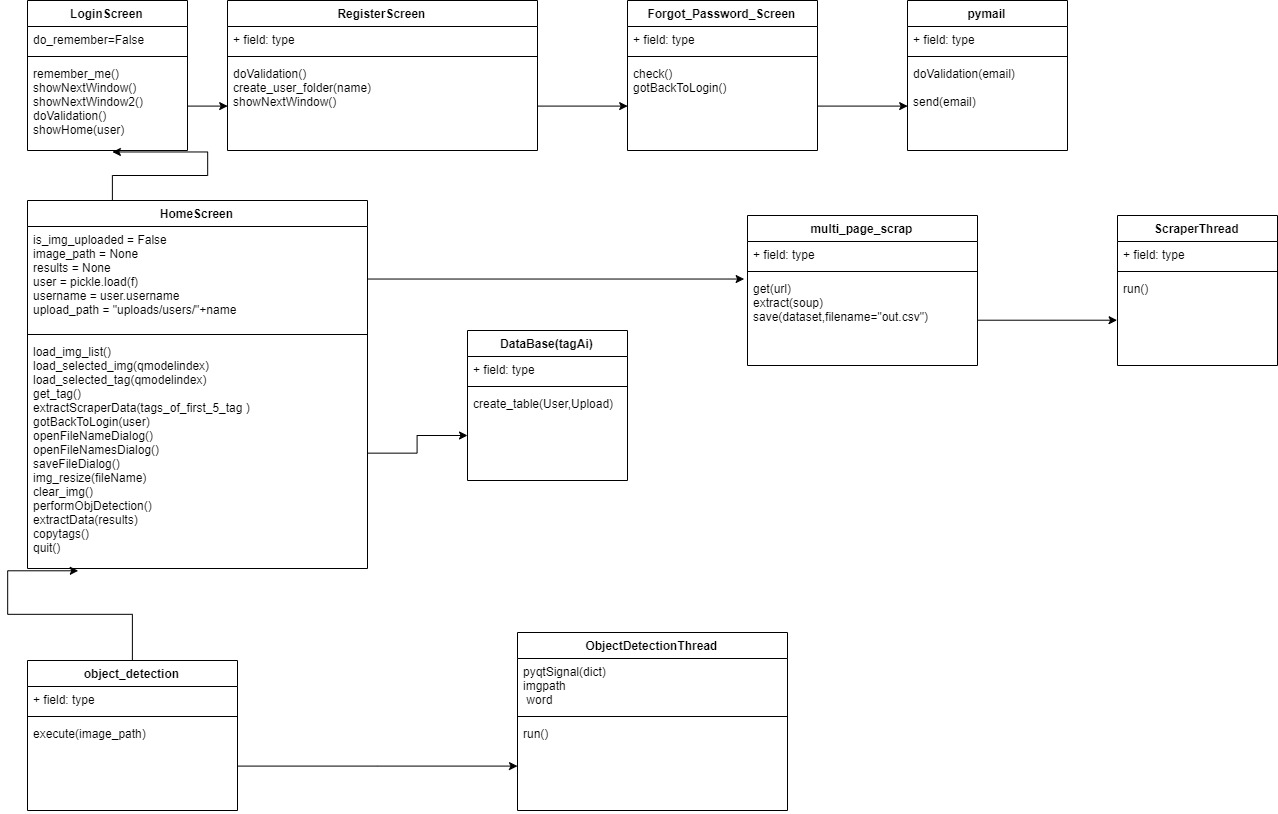 LoginScreen
do_remember=False
remember_me()
showNextWindow()
showNextWindow2()
doValidation()
showHome(user)
RegisterScreen
+ field: type
doValidation()
create_user_folder(name)
showNextWindow()
Forgot_Password_Screen
+ field: type
check()
gotBackToLogin()
pymail
+ field: type
doValidation(email)
send(email)
HomeScreen
is_img_uploaded = False
image_path = None
results = None
user = pickle.load(f)
username = user.username
upload_path = "uploads/users/"+name
load_img_list()
load_selected_img(qmodelindex)
load_selected_tag(qmodelindex)
get_tag()
extractScraperData(tags_of_first_5_tag )
gotBackToLogin(user)
openFileNameDialog()
openFileNamesDialog()
saveFileDialog()
img_resize(fileName)
clear_img()
performObjDetection()
extractData(results)
copytags()
quit()
DataBase(tagAi)
+ field: type
create_table(User,Upload)
multi_page_scrap
+ field: type
get(url)
extract(soup)
save(dataset,filename="out.csv")
ScraperThread
+ field: type
run()
object_detection
+ field: type
execute(image_path)
ObjectDetectionThread
pyqtSignal(dict)
imgpath
word
run()